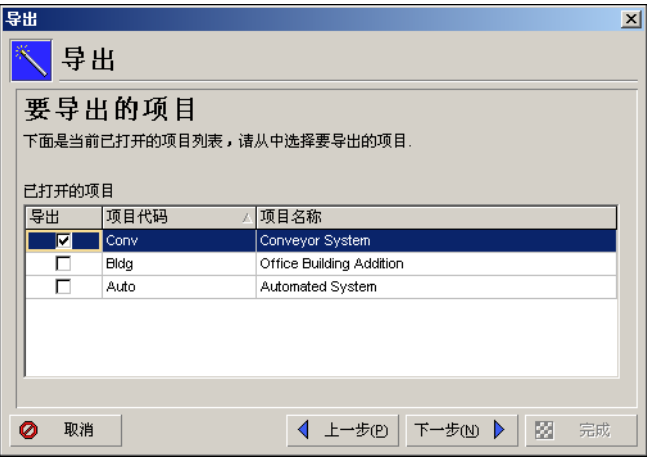 导出
导出
要导出的项目
下面是当前已打开的项目列表，请从中选择要导出的项目.
已打开的项目
导出 项目代码 项目名称
Conv Conveyor System
Bldg Office Building Addition
Auto Automated System
取消 上一步(P) 下一步(N) 完成